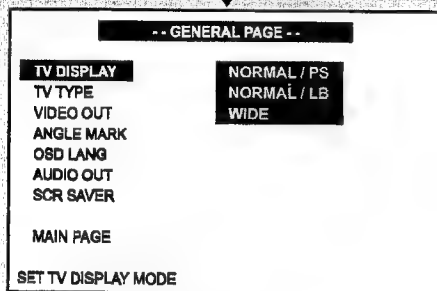 -- GENERAL PAGE --
TV DISPLAY
NORMAL / PS
TV TYPE
NORMAL / LB
VIDEO OUT
WIDE
ANGLE MARK
OSD LANG
AUDIO OUT
SCR SAVER
MAIN PAGE
SET TV DISPLAY MODE